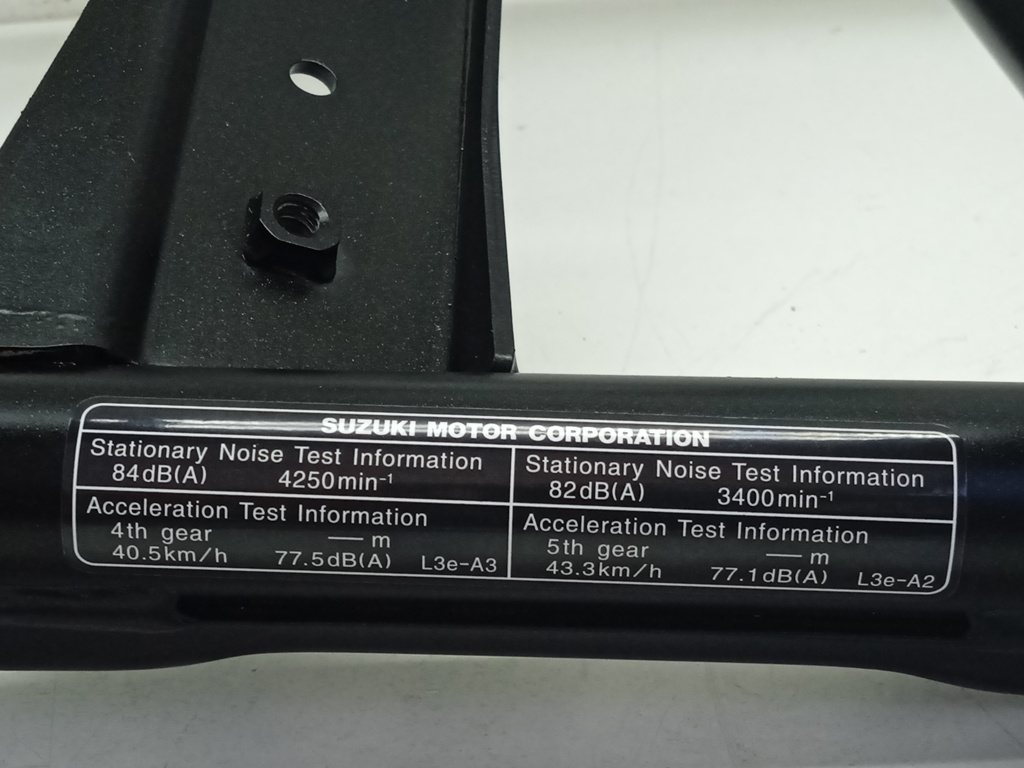 SUZUKI MOTOR CORPORATION
Stationary Noise Test Information
84dB(A) 4250min⁻¹
Acceleration Test Information
4th gear — m
40.5km/h 77.5dB(A) L3e-A3
Stationary Noise Test Information
82dB(A) 3400min⁻¹
Acceleration Test Information
5th gear — m
43.3km/h 77.1dB(A) L3e-A2